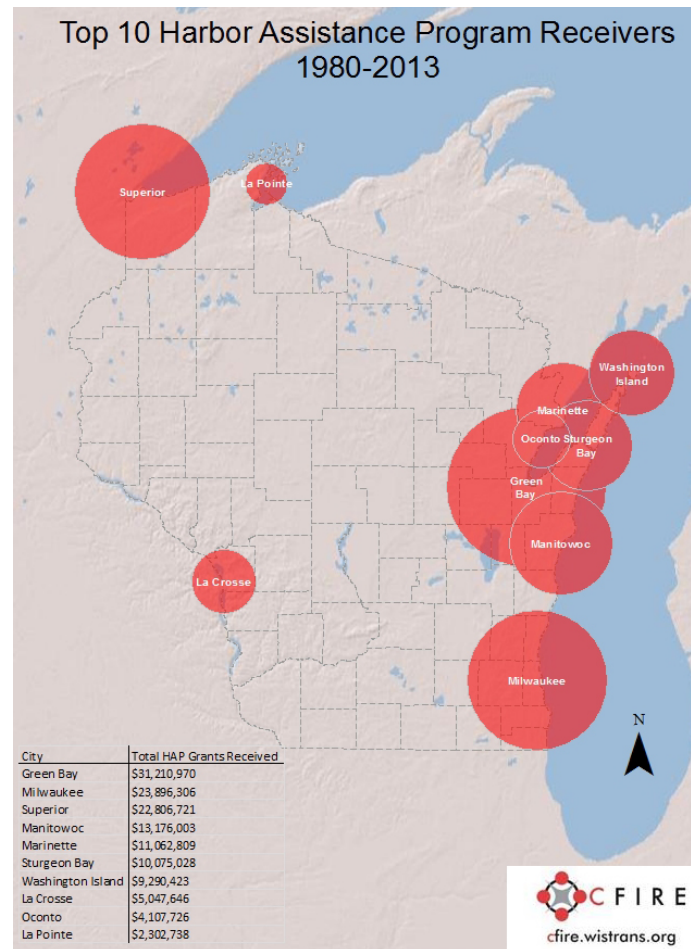 Top 10 Harbor Assistance Program Receivers
1980-2013
Superior
La Pointe
Washington
Island
Marinette
Oconto
Sturgeon
Bay
Green
Bay
Manitowoc
La Crosse
Milwaukee
N
City Total HAP Grants Received
Green Bay $31,210,970
Milwaukee $23,896,306
Superior $22,806,721
Manitowoc $13,176,003
Marinette $11,062,809
Sturgeon Bay $10,075,028
Washington Island $9,290,423
La Crosse $5,047,646
Oconto $4,107,726
La Pointe $2,302,738
CFIRE
cfire.wistrans.org